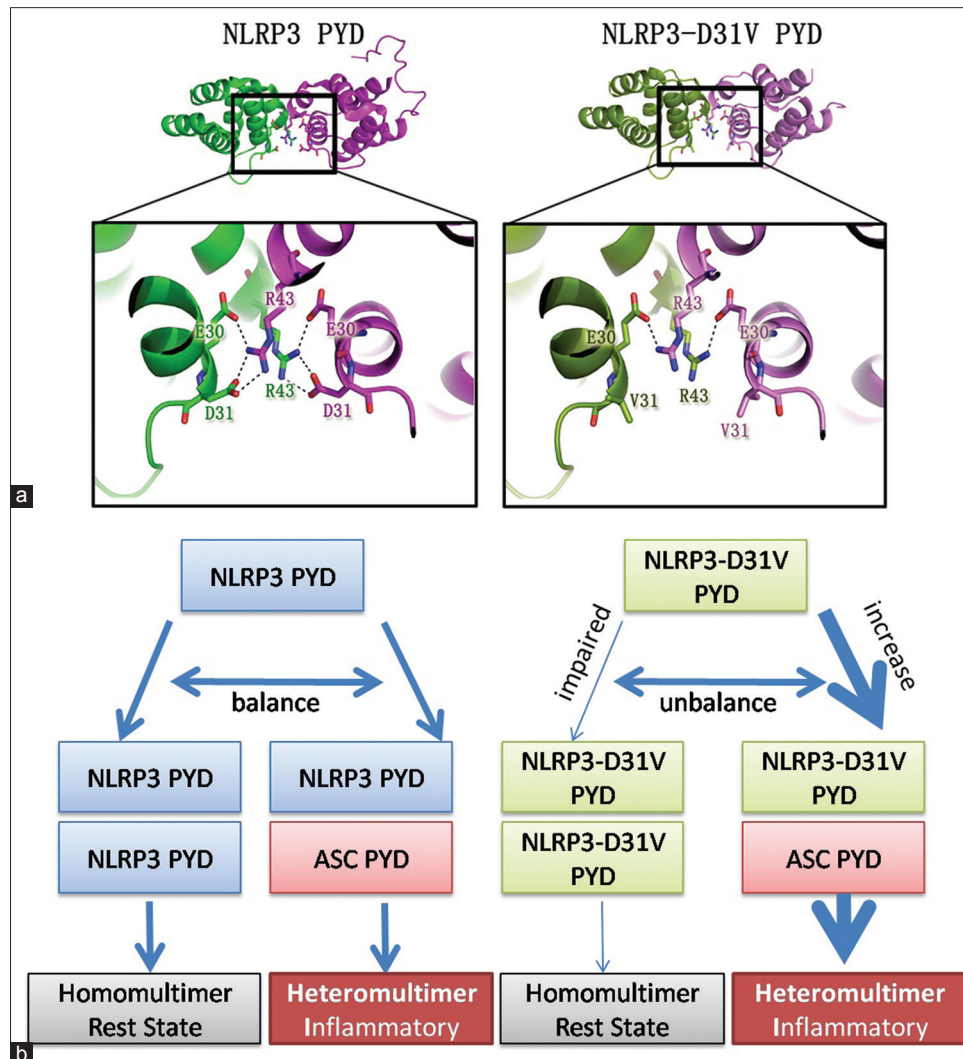 NLRP3 PYD
NLRP3-D31V PYD
R43
E30
E30
D31
R43
D31
R43
E30
E30
V31
R43
V31
a
NLRP3 PYD
NLRP3-D31V
PYD
impaired
increase
balance
unbalance
NLRP3 PYD
NLRP3 PYD
NLRP3-D31V
PYD
NLRP3-D31V
PYD
NLRP3 PYD
ASC PYD
NLRP3-D31V
PYD
ASC PYD
Homomultimer
Rest State
Heteromultimer
Inflammatory
Homomultimer
Rest State
Heteromultimer
Inflammatory
b